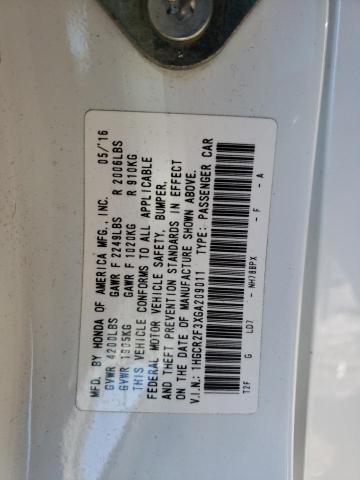 MFD. BY HONDA OF AMERICA MFG., INC. 05/'16
GVWR 4200LBS GAWR F 2249LBS R 2006LBS
GVWR 1905KG GAWR F 1020KG R 910KG
THIS VEHICLE CONFORMS TO ALL APPLICABLE
FEDERAL MOTOR VEHICLE SAFETY, BUMPER,
AND THEFT PREVENTION STANDARDS IN EFFECT
ON THE DATE OF MANUFACTURE SHOWN ABOVE.
V.I.N.: 1HGCR2F3XGA209011 TYPE: PASSENGER CAR
T2F G LD7 NH788PX - F - A